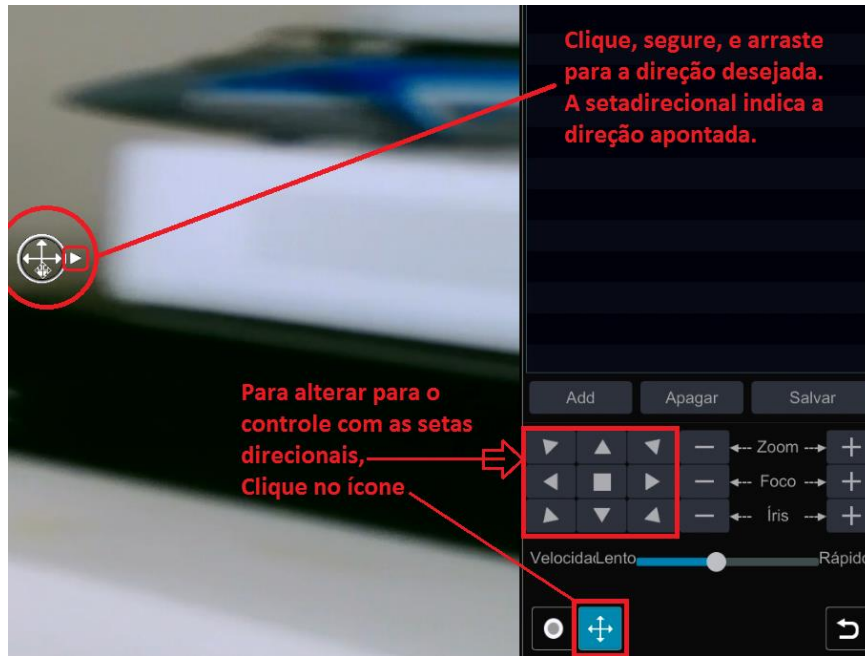 Clique, segure, e arraste
para a direção desejada.
A setadirecional indica a
direção apontada.
Para alterar para o
controle com as setas
direcionais,
Clique no ícone
Add Apagar Salvar
Zoom
Foco
Íris
VelocidacLento Rápido